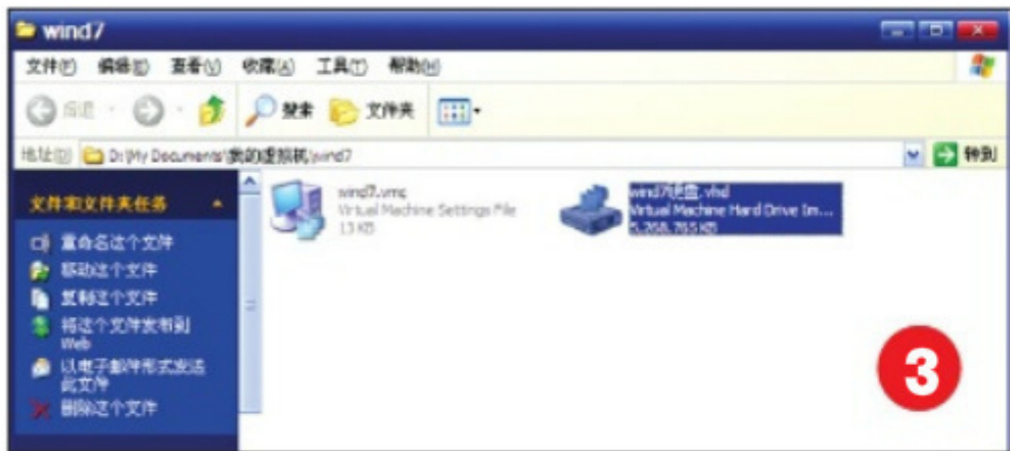 wind7
文件(F) 编辑(E) 查看(V) 收藏(A) 工具(T) 帮助(H)
后退 搜索 文件夹
地址(D) D:\My Documents\我的虚拟机\wind7 转到
文件和文件夹任务
重命名这个文件
移动这个文件
复制这个文件
将这个文件发布到
Web
以电子邮件形式发送
此文件
删除这个文件
wind7.vmc
Virtual Machine Settings File
13 KB
wind7硬盘.vhd
Virtual Machine Hard Drive Im...
5,268,765 KB
3